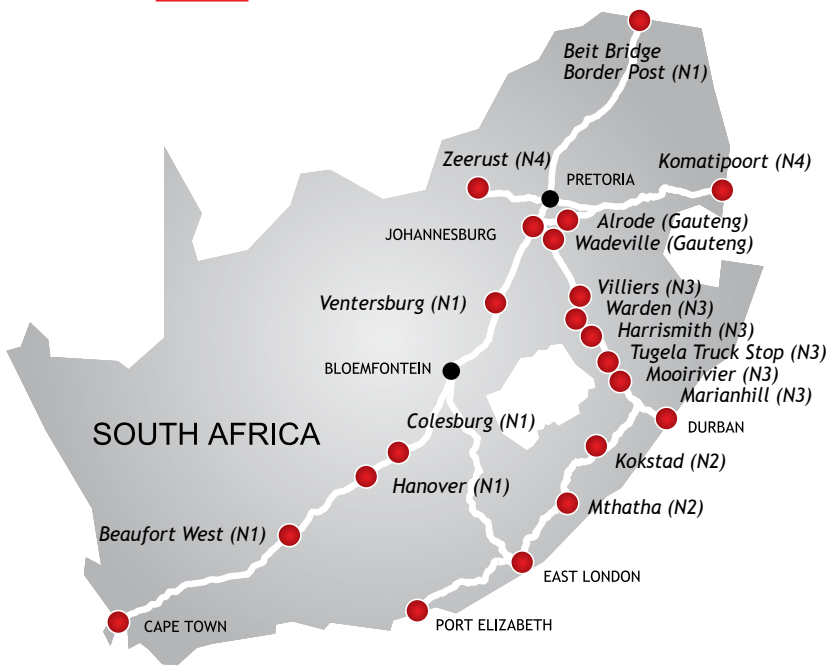 Beit Bridge
Border Post (N1)
Zeerust (N4)
Komatipoort (N4)
PRETORIA
Alrode (Gauteng)
JOHANNESBURG
Wadeville (Gauteng)
Villiers (N3)
Ventersburg (N1)
Warden (N3)
Harrismith (N3)
Tugela Truck Stop (N3)
BLOEMFONTEIN
Mooirivier (N3)
Marianhill (N3)
Colesburg (N1)
DURBAN
SOUTH AFRICA
Kokstad (N2)
Hanover (N1)
Mthatha (N2)
Beaufort West (N1)
EAST LONDON
CAPE TOWN
PORT ELIZABETH